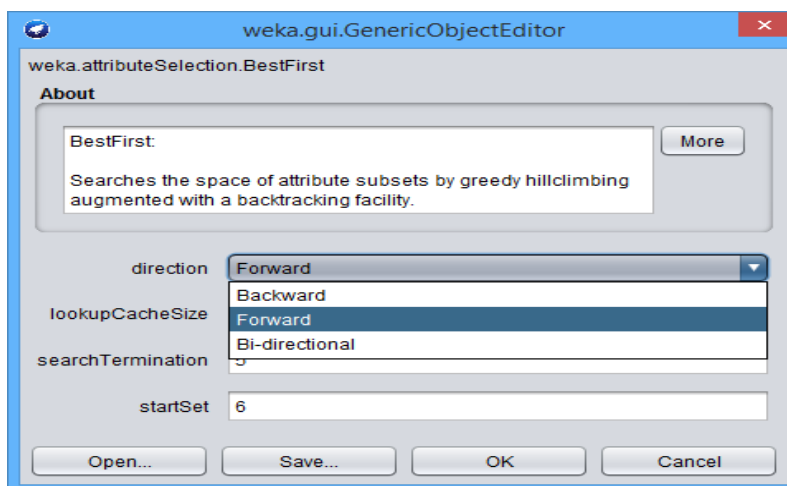 weka.gui.GenericObjectEditor
weka.attributeSelection.BestFirst
About
BestFirst:
More
Searches the space of attribute subsets by greedy hillclimbing
augmented with a backtracking facility.
direction Forward
Backward
lookupCacheSize
Forward
Bi-directional
searchTermination
startSet 6
Open... Save... OK Cancel